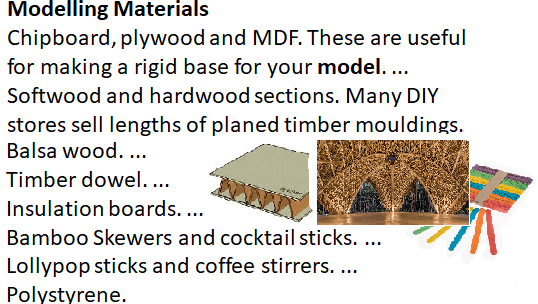 Modelling Materials
Chipboard, plywood and MDF. These are useful
for making a rigid base for your model. ...
Softwood and hardwood sections. Many DIY
stores sell lengths of planed timber mouldings.
Balsa wood. ...
Timber dowel. ...
Insulation boards. ...
Bamboo Skewers and cocktail sticks. ...
Lollypop sticks and coffee stirrers. ...
Polystyrene.